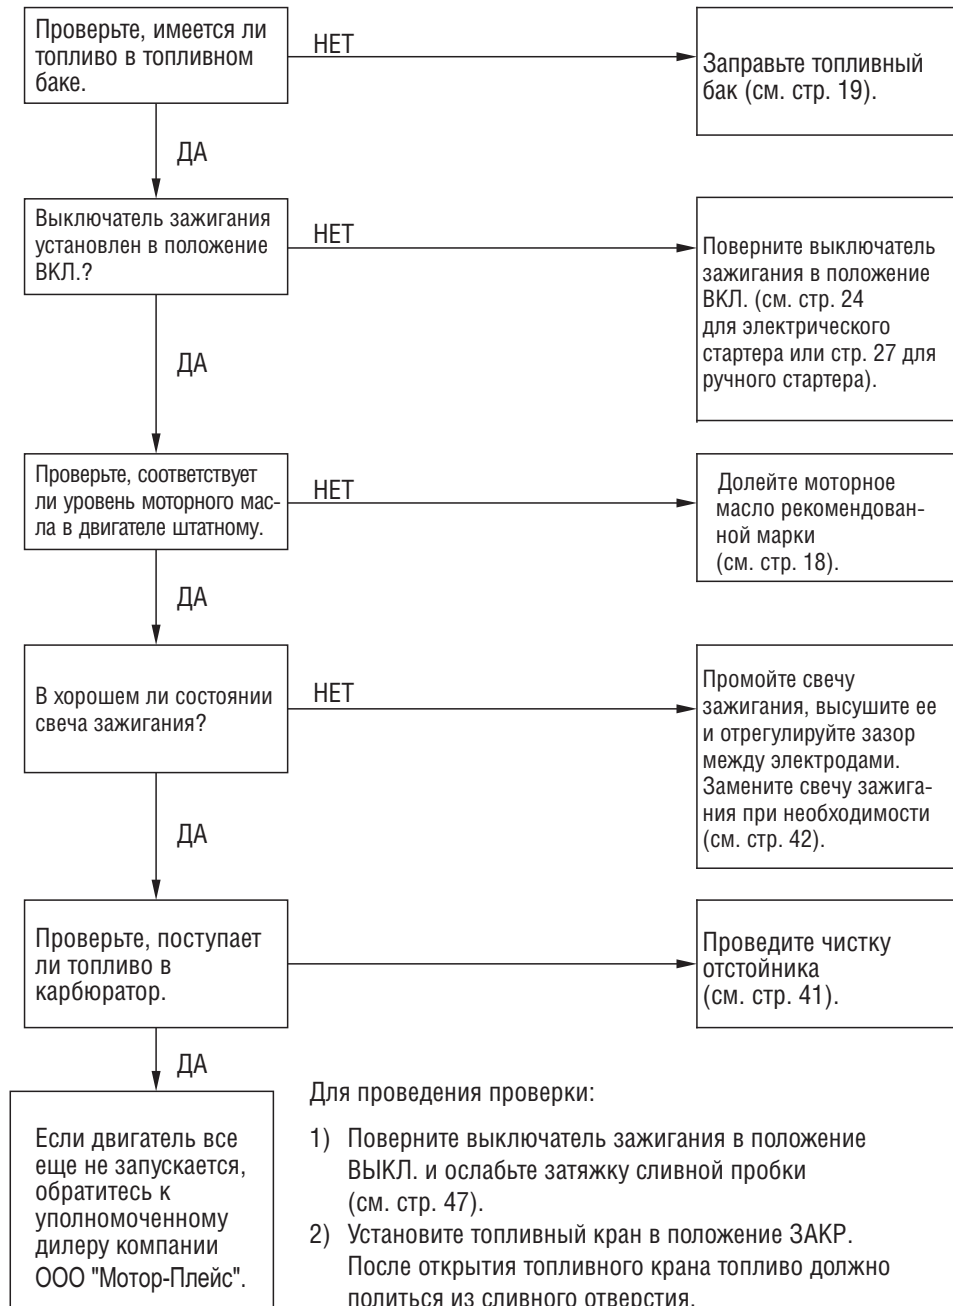 Проверьте, имеется ли
топливо в топливном
баке.
НЕТ
Заправьте топливный
бак (см. стр. 19).
ДА
Выключатель зажигания
установлен в положение
ВКЛ.?
НЕТ
Поверните выключатель
зажигания в положение
ВКЛ. (см. стр. 24
для электрического
стартера или стр. 27 для
ручного стартера).
ДА
Проверьте, соответствует
ли уровень моторного мас-
ла в двигателе штатному.
НЕТ
Долейте моторное
масло рекомендован-
ной марки
(см. стр. 18).
ДА
В хорошем ли состоянии
свеча зажигания?
НЕТ
Промойте свечу
зажигания, высушите ее
и отрегулируйте зазор
между электродами.
Замените свечу зажига-
ния при необходимости
(см. стр. 42).
ДА
Проверьте, поступает
ли топливо в
карбюратор.
Проведите чистку
отстойника
(см. стр. 41).
ДА
Если двигатель все
еще не запускается,
обратитесь к
уполномоченному
дилеру компании
ООО "Мотор-Плейс".
Для проведения проверки:
1) Поверните выключатель зажигания в положение
ВЫКЛ. и ослабьте затяжку сливной пробки
(см. стр. 47).
2) Установите топливный кран в положение ЗАКР.
После открытия топливного крана топливо должно
политься из сливного отверстия.